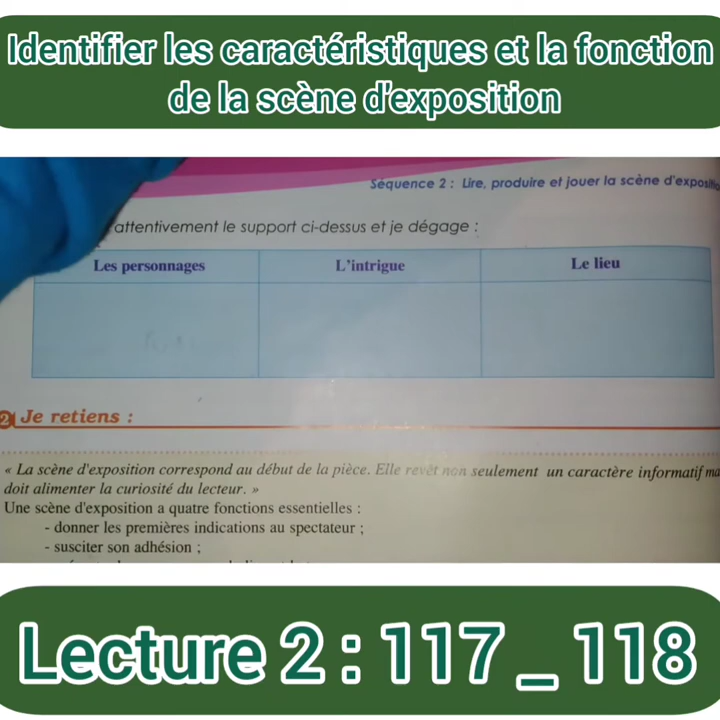 Identifier les caractéristiques et la fonction
de la scène d'exposition
Séquence 2 : Lire, produire et jouer la scène
attentivement le support ci-dessus et je dégage :
Les personnages L'intrigue Le lieu
2 Je retiens :
« La scène d'exposition correspond au début de la pièce. Elle revêt non seulement un caractère informatif
doit alimenter la curiosité du lecteur. »
Une scène d'exposition a quatre fonctions essentielles :
- donner les premières indications au spectateur ;
- susciter son adhésion ;
Lecture 2 : 117 _ 118